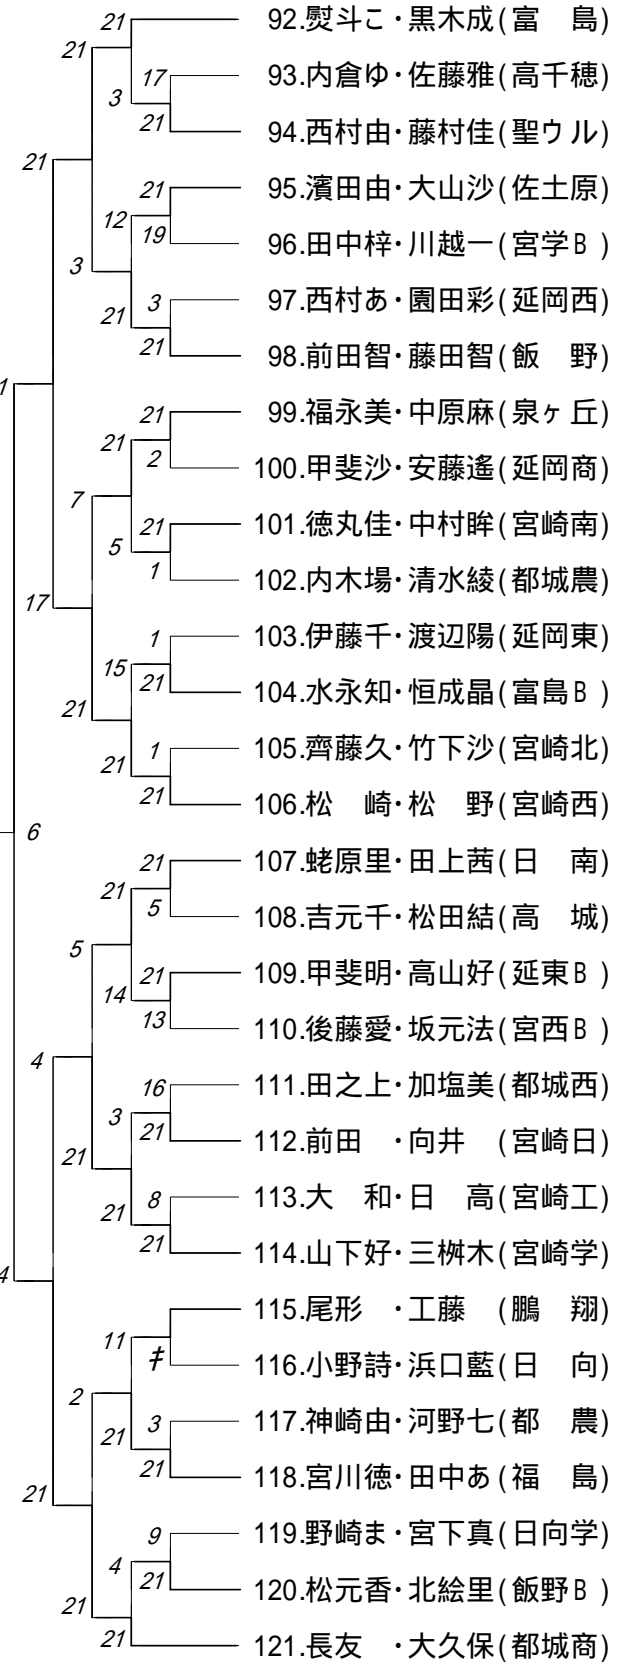 21 92.熨斗こ・黒木成(富　島)
21
17 93.内倉ゆ・佐藤雅(高千穂)
3
21 94.西村由・藤村佳(聖ウル)
21
21 95.濱田由・大山沙(佐土原)
12
19 96.田中梓・川越一(宮学B )
3
3 97.西村あ・園田彩(延岡西)
21
21 98.前田智・藤田智(飯　野)
1
21 99.福永美・中原麻(泉ヶ丘)
21
2 100.甲斐沙・安藤遙(延岡商)
7
21 101.徳丸佳・中村眸(宮崎南)
5
1 102.内木場・清水綾(都城農)
17
1 103.伊藤千・渡辺陽(延岡東)
15
21 104.水永知・恒成晶(富島B )
21
1 105.齊藤久・竹下沙(宮崎北)
21
21 106.松　崎・松　野(宮崎西)
6
21 107.蛯原里・田上茜(日　南)
21
5 108.吉元千・松田結(高　城)
5
21 109.甲斐明・高山好(延東B )
14
13 110.後藤愛・坂元法(宮西B )
4
16 111.田之上・加塩美(都城西)
3
21 112.前田　・向井　(宮崎日)
21
8 113.大　和・日　高(宮崎工)
21
21 114.山下好・三桝木(宮崎学)
4
115.尾形　・工藤　(鵬　翔)
11
キ 116.小野詩・浜口藍(日　向)
2
3 117.神崎由・河野七(都　農)
21
21 118.宮川徳・田中あ(福　島)
21
9 119.野崎ま・宮下真(日向学)
4
21 120.松元香・北絵里(飯野B )
21
21 121.長友　・大久保(都城商)